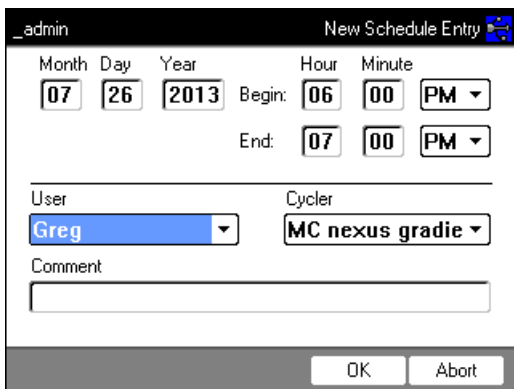 _admin New Schedule Entry
Month Day Year Hour Minute
07 26 2013 Begin: 06 00 PM
End: 07 00 PM
User Cycler
Greg MC nexus gradie
Comment
OK Abort